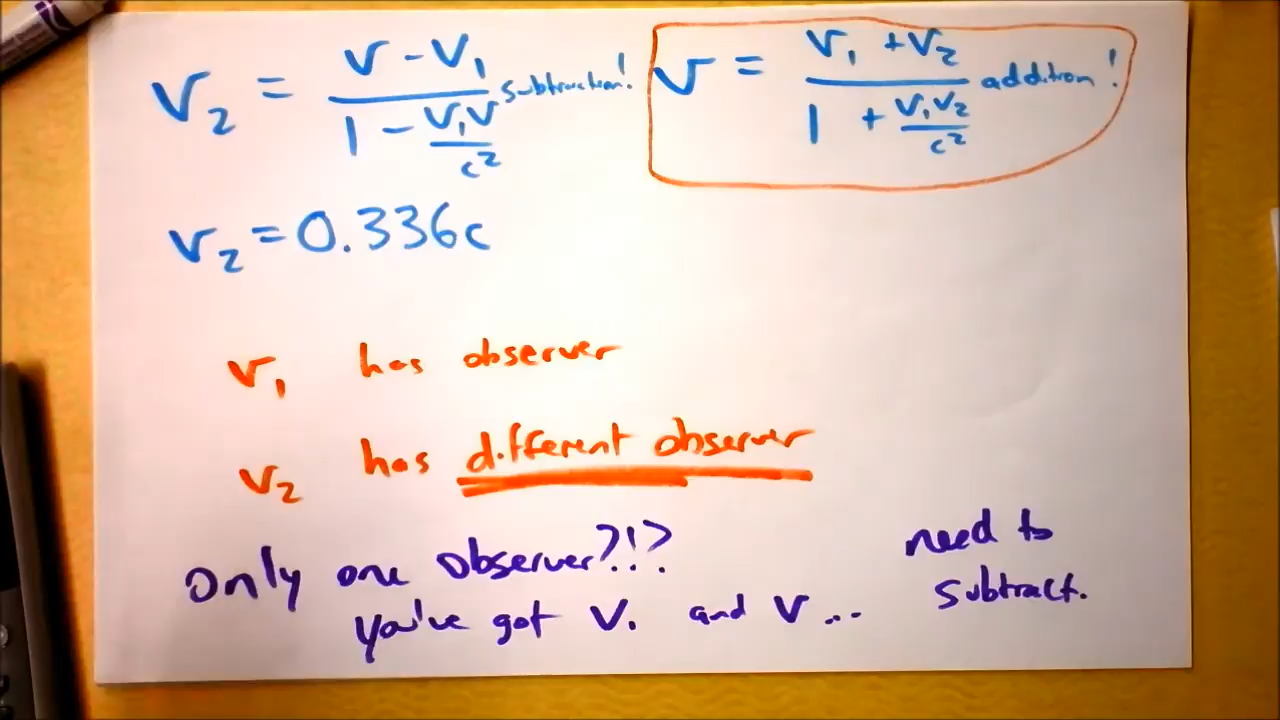 v₂ = (v - v₁) / (1 - v₁v/c²) subtraction!
v = (v₁ + v₂) / (1 + v₁v₂/c²) addition!
v₂ = 0.336c
v₁ has observer
v₂ has different observer
Only one observer?!?
you've got v₁ and v...
need to
subtract.